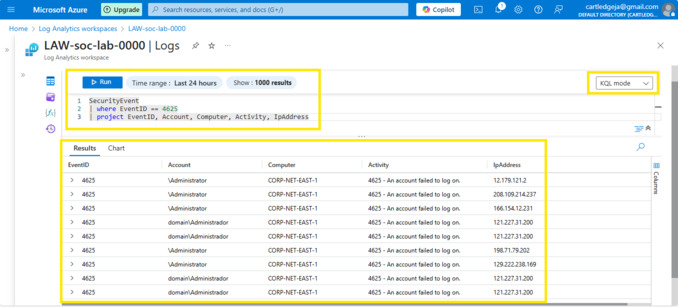 Microsoft Azure
Upgrade
Search resources, services, and docs (G+/)
Copilot
1
cartledgeja@gmail.com
DEFAULT DIRECTORY (CARTLEDG...
Home > Log Analytics workspaces > LAW-soc-lab-0000
LAW-soc-lab-0000 | Logs
Log Analytics workspace
Run
Time range : Last 24 hours
Show : 1000 results
KQL mode
1 SecurityEvent
2 | where EventID == 4625
3 | project EventID, Account, Computer, Activity, IpAddress
Results Chart
EventID Account Computer Activity IpAddress
Columns
> 4625 \Administrator CORP-NET-EAST-1 4625 - An account failed to log on. 12.179.121.2
> 4625 \Administrator CORP-NET-EAST-1 4625 - An account failed to log on. 208.109.214.237
> 4625 \Administrator CORP-NET-EAST-1 4625 - An account failed to log on. 166.154.12.231
> 4625 domain\Administrador CORP-NET-EAST-1 4625 - An account failed to log on. 121.227.31.200
> 4625 domain\Administrador CORP-NET-EAST-1 4625 - An account failed to log on. 121.227.31.200
> 4625 \Administrator CORP-NET-EAST-1 4625 - An account failed to log on. 198.71.79.202
> 4625 \Administrator CORP-NET-EAST-1 4625 - An account failed to log on. 129.222.238.169
> 4625 domain\Administrador CORP-NET-EAST-1 4625 - An account failed to log on. 121.227.31.200
> 4625 domain\Administrador CORP-NET-EAST-1 4625 - An account failed to log on. 121.227.31.200